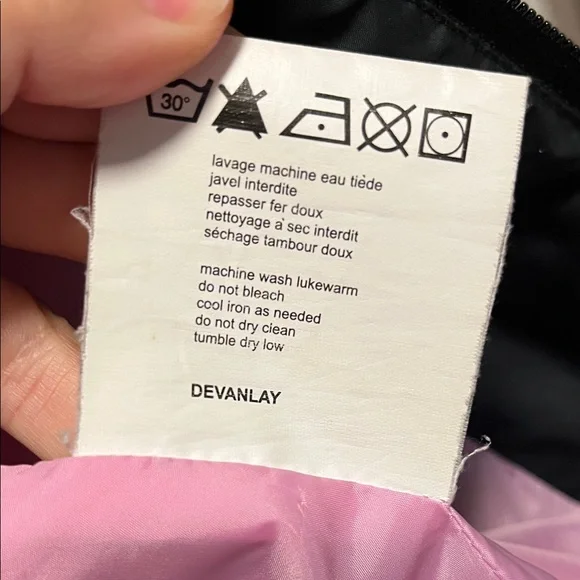 30°
lavage machine eau tiède
javel interdite
repasser fer doux
nettoyage à sec interdit
séchage tambour doux
machine wash lukewarm
do not bleach
cool iron as needed
do not dry clean
tumble dry low
DEVANLAY